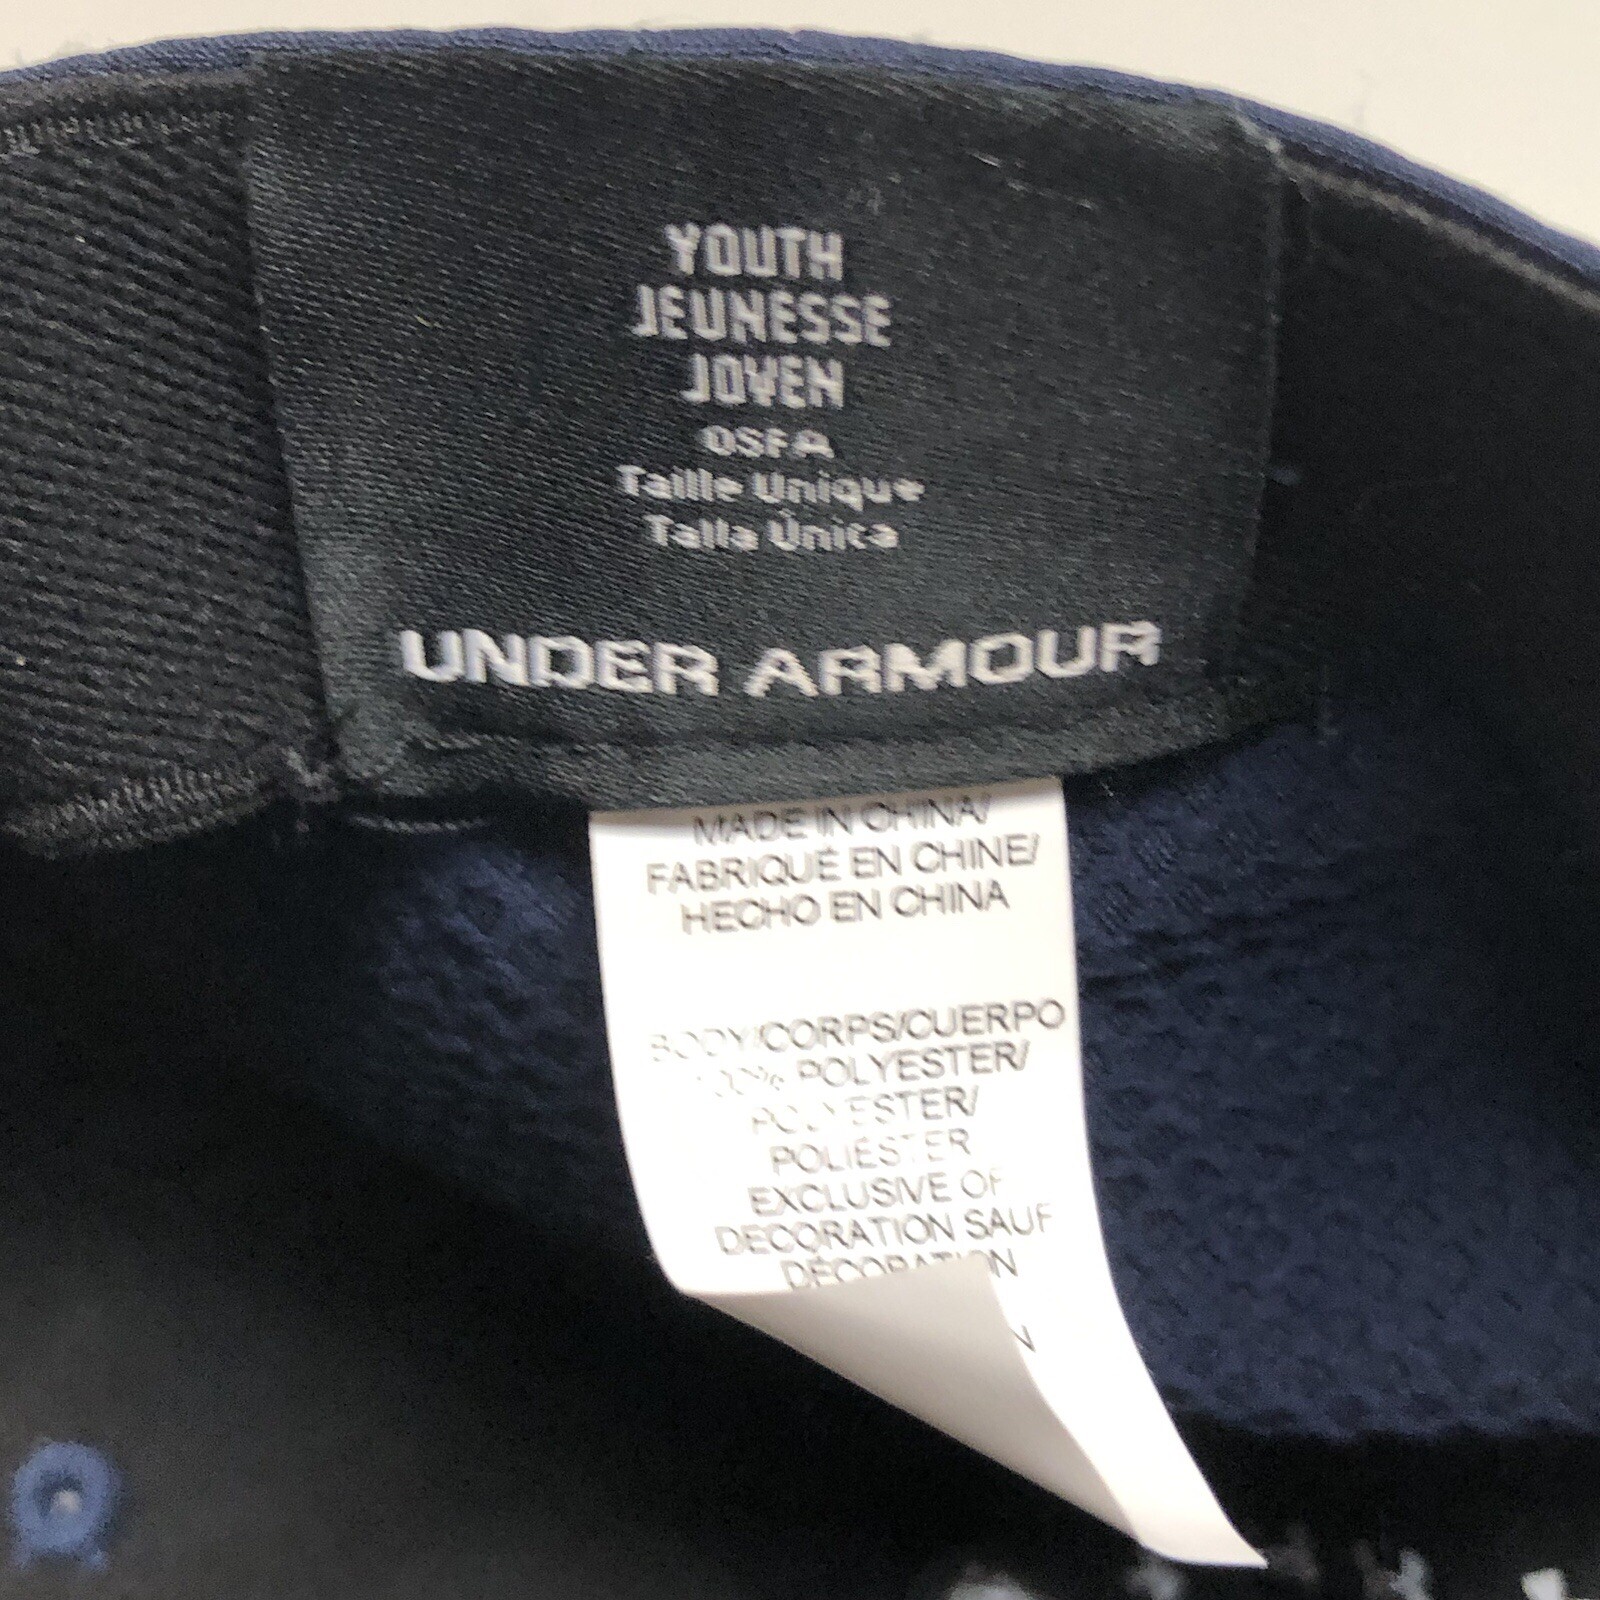 YOUTH
JEUNESSE
JOVEN
OSFA
Taille Unique
Talla Única
UNDER ARMOUR
MADE IN CHINA/
FABRIQUÉ EN CHINE/
HECHO EN CHINA
BODY/CORPS/CUERPO
100% POLYESTER/
POLYESTER/
POLIÉSTER
EXCLUSIVE OF
DECORATION SAUF
DÉCORATION